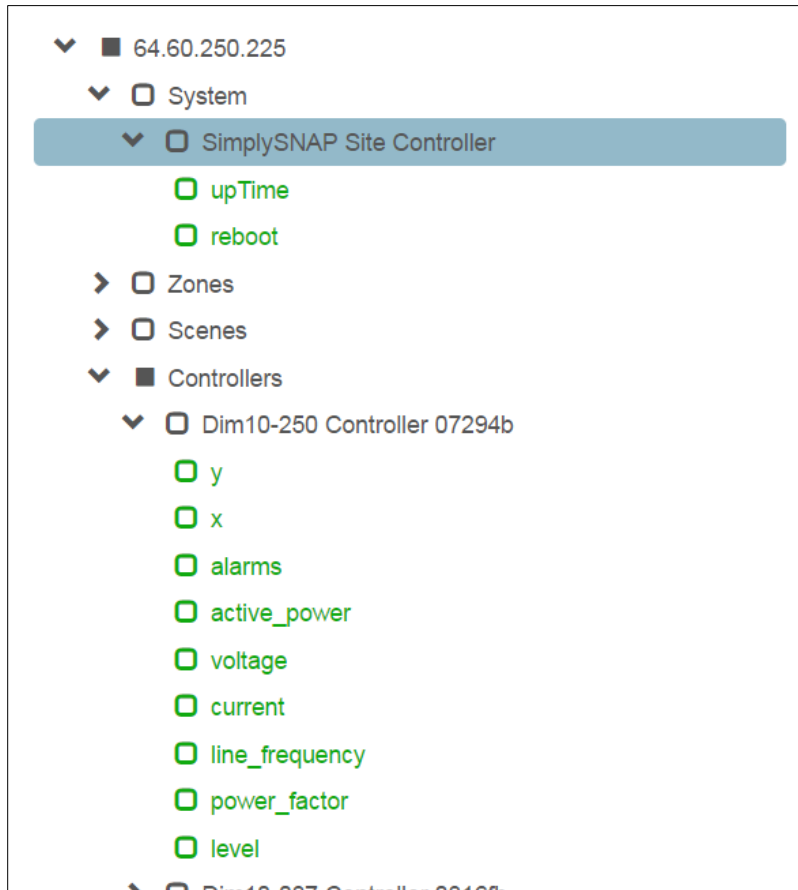 64.60.250.225
System
SimplySNAP Site Controller
upTime
reboot
Zones
Scenes
Controllers
Dim10-250 Controller 07294b
y
x
alarms
active_power
voltage
current
line_frequency
power_factor
level
Controller